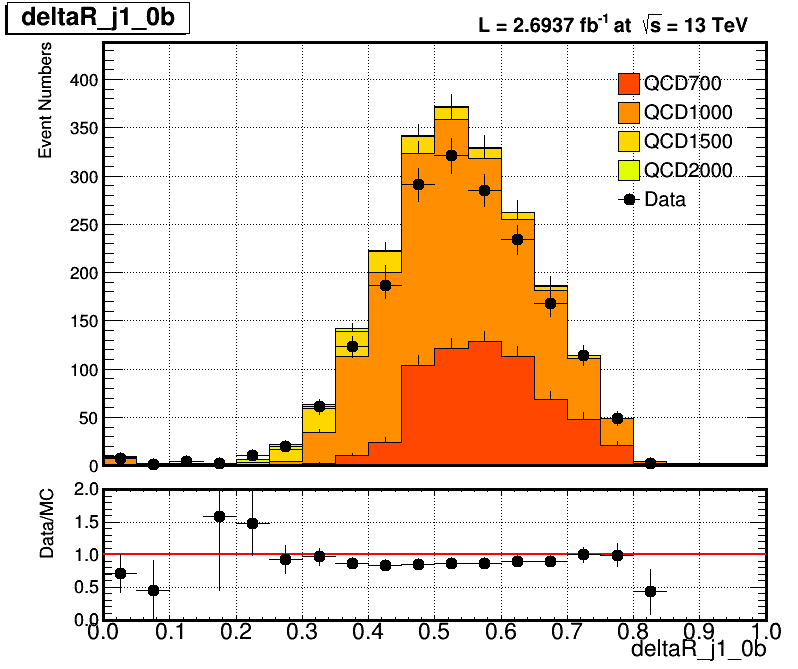 deltaR_j1_0b
L = 2.6937 fb-1 at √s = 13 TeV
Event Numbers
400
350
300
250
200
150
100
50
0
QCD700
QCD1000
QCD1500
QCD2000
Data
Data/MC
2.0
1.5
1.0
0.5
0.0
0.0 0.1 0.2 0.3 0.4 0.5 0.6 0.7 0.8 0.9 1.0
deltaR_j1_0b